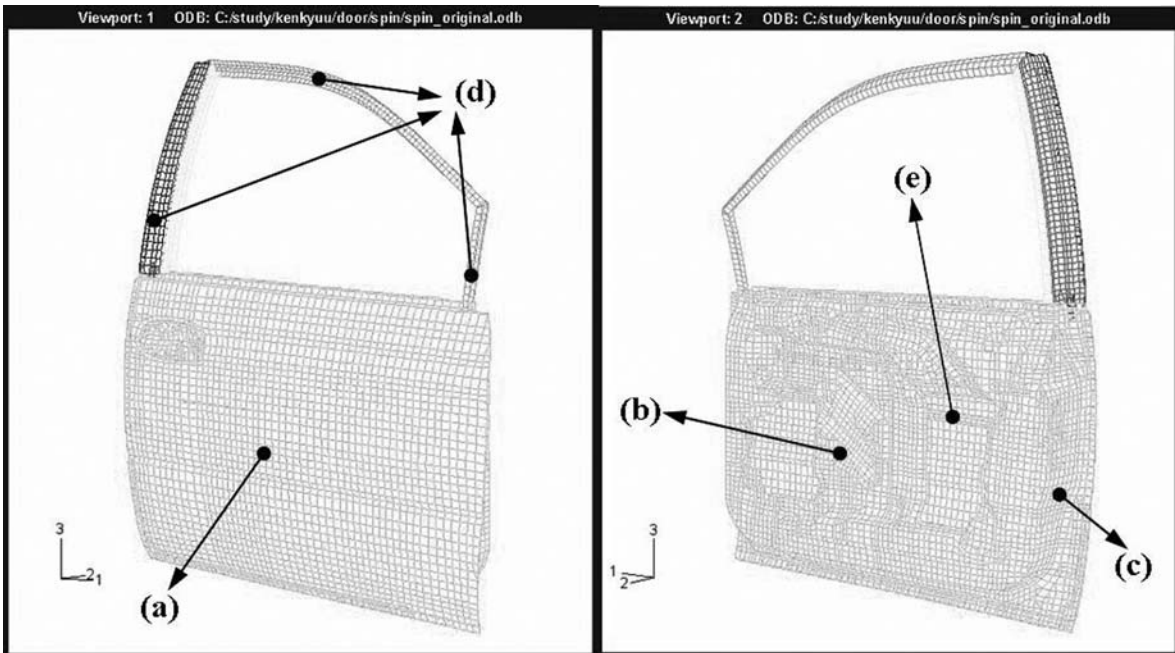 Viewport: 1 ODB: C:/study/kenkyuu/door/spin/spin_original.odb
Viewport: 2 ODB: C:/study/kenkyuu/door/spin/spin_original.odb
(d)
(e)
(b)
(a)
(c)
3
2 1
3
1
2